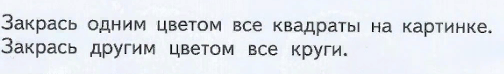 Закрась одним цветом все квадраты на картинке.
Закрась другим цветом все круги.